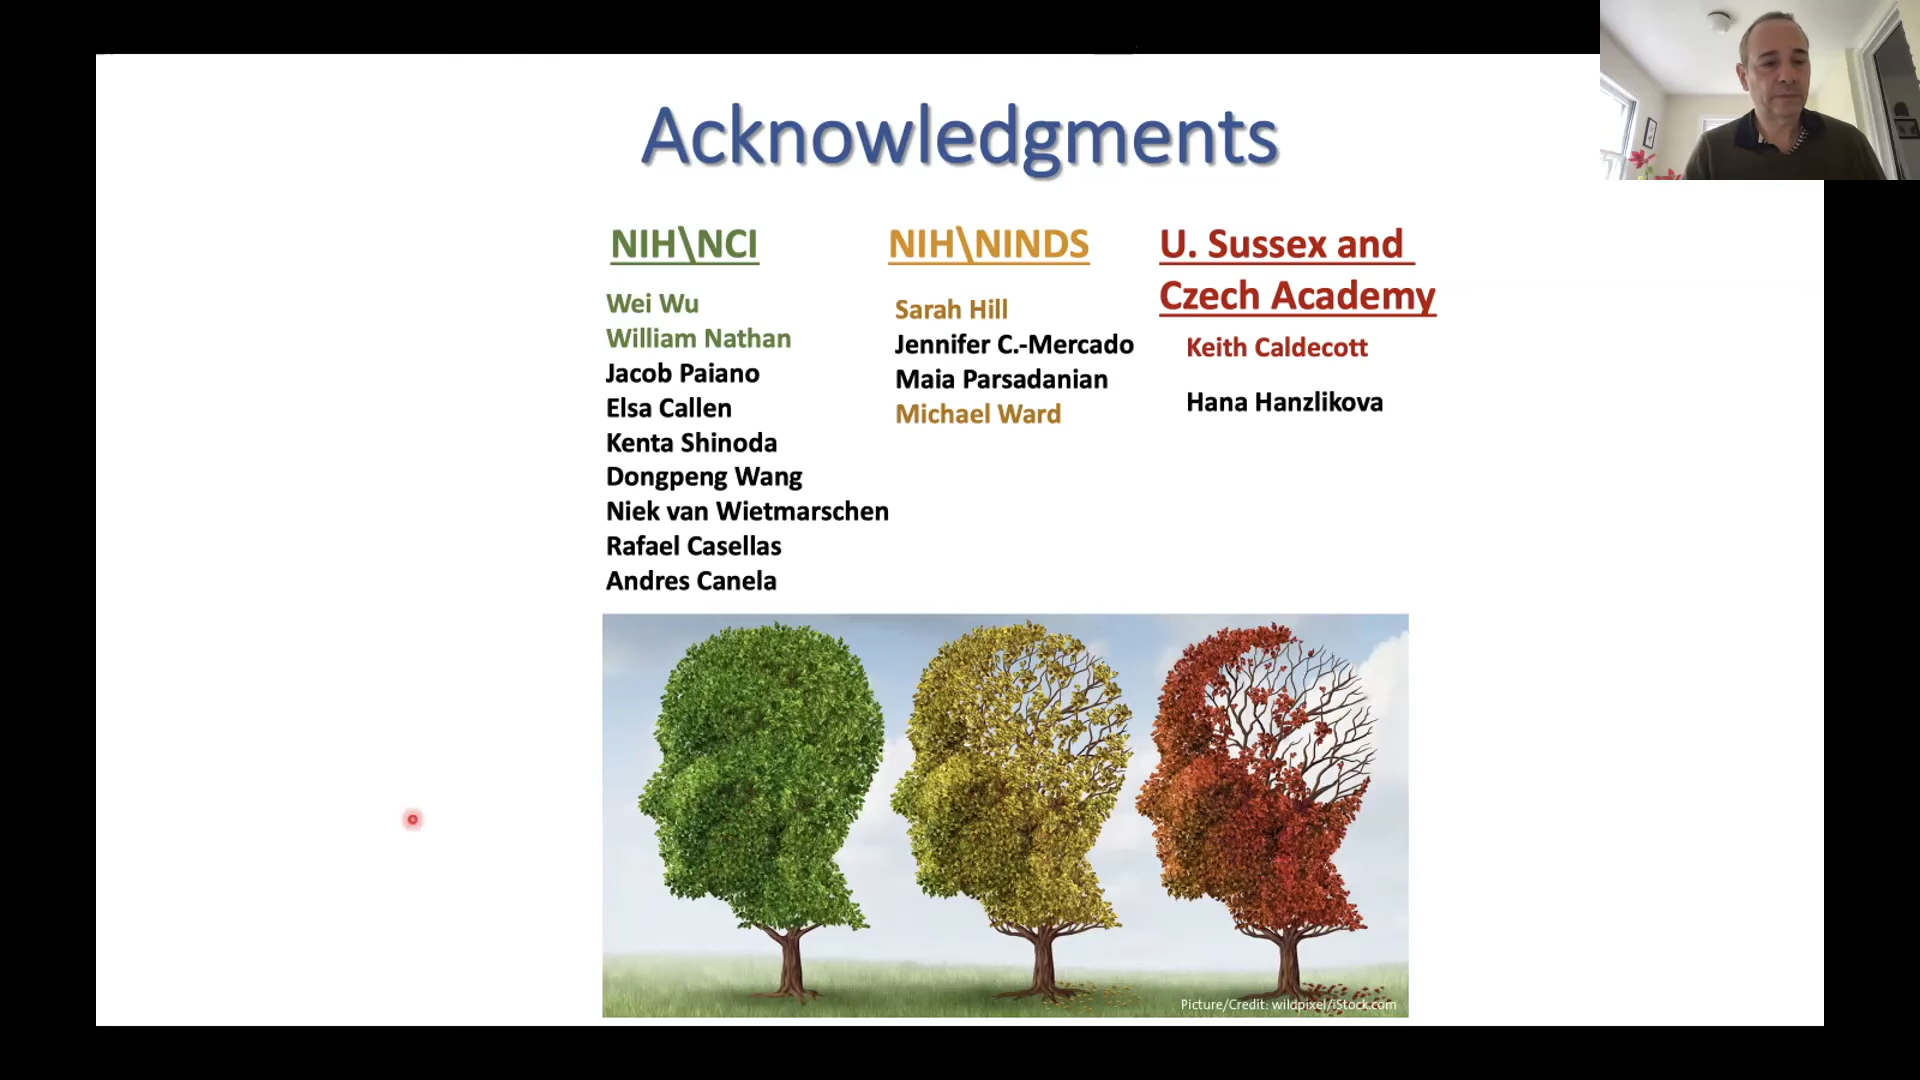 Acknowledgments
NIH\NCI
Wei Wu
William Nathan
Jacob Paiano
Elsa Callen
Kenta Shinoda
Dongpeng Wang
Niek van Wietmarschen
Rafael Casellas
Andres Canela
NIH\NINDS
Sarah Hill
Jennifer C.-Mercado
Maia Parsadanian
Michael Ward
U. Sussex and
Czech Academy
Keith Caldecott
Hana Hanzlikova
Picture/Credit: wildpixel/iStock.com